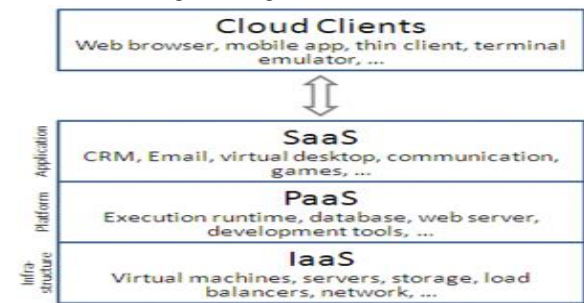 Cloud Clients
Web browser, mobile app, thin client, terminal
emulator, ...
Application
SaaS
CRM, Email, virtual desktop, communication,
games, ...
Platform
PaaS
Execution runtime, database, web server,
development tools, ...
Infra-
structure
IaaS
Virtual machines, servers, storage, load
balancers, network, ...